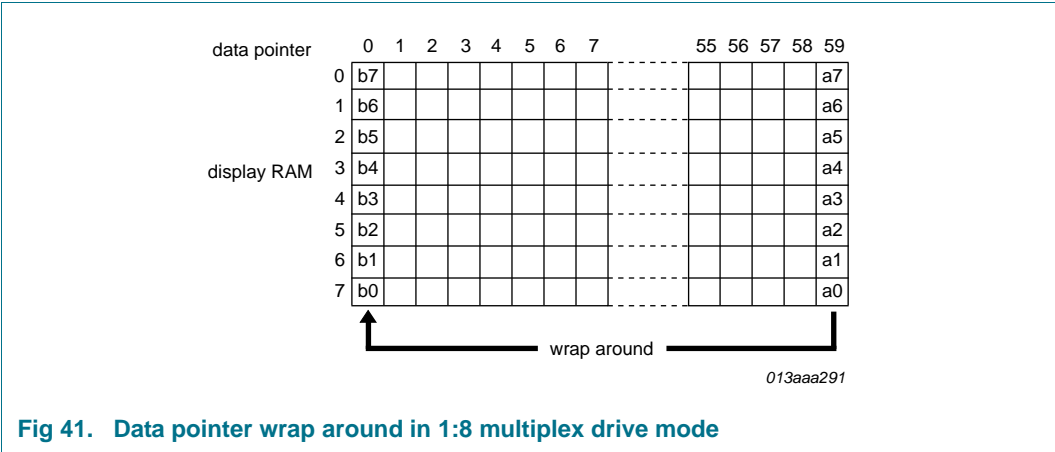 data pointer 0 1 2 3 4 5 6 7 55 56 57 58 59
0 b7 a7
1 b6 a6
2 b5 a5
display RAM 3 b4 a4
4 b3 a3
5 b2 a2
6 b1 a1
7 b0 a0
wrap around
013aaa291
Fig 41. Data pointer wrap around in 1:8 multiplex drive mode